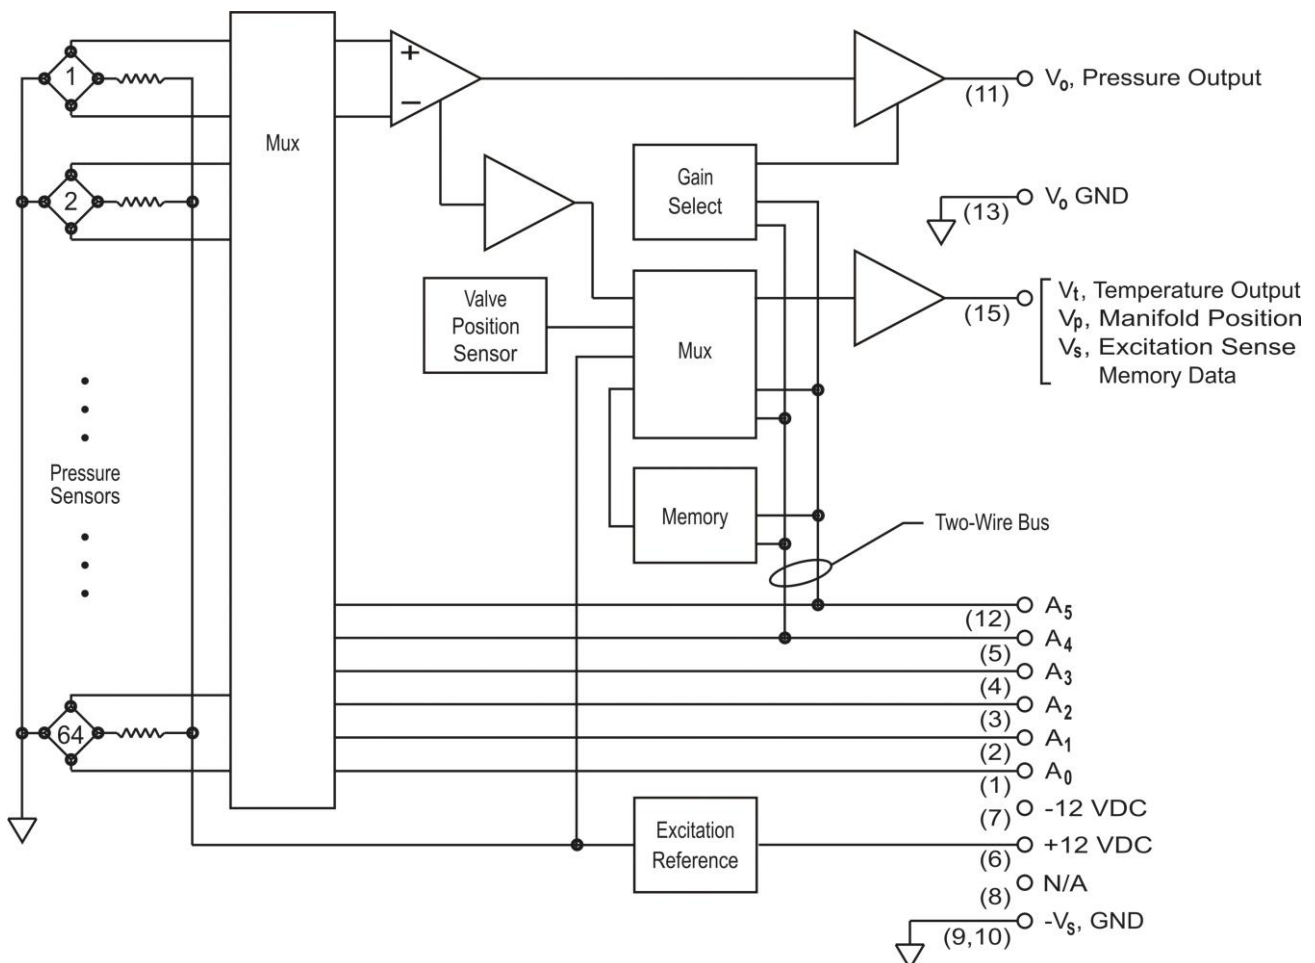 1
2
64
Pressure
Sensors
Mux
+
−
Gain
Select
Valve
Position
Sensor
Mux
Memory
Two-Wire Bus
Excitation
Reference
(11) Vo, Pressure Output
(13) Vo GND
(15) Vt, Temperature Output
Vp, Manifold Position
Vs, Excitation Sense
Memory Data
(12) A5
(5) A4
(4) A3
(3) A2
(2) A1
(1) A0
(7) -12 VDC
(6) +12 VDC
(8) N/A
(9,10) -Vs, GND